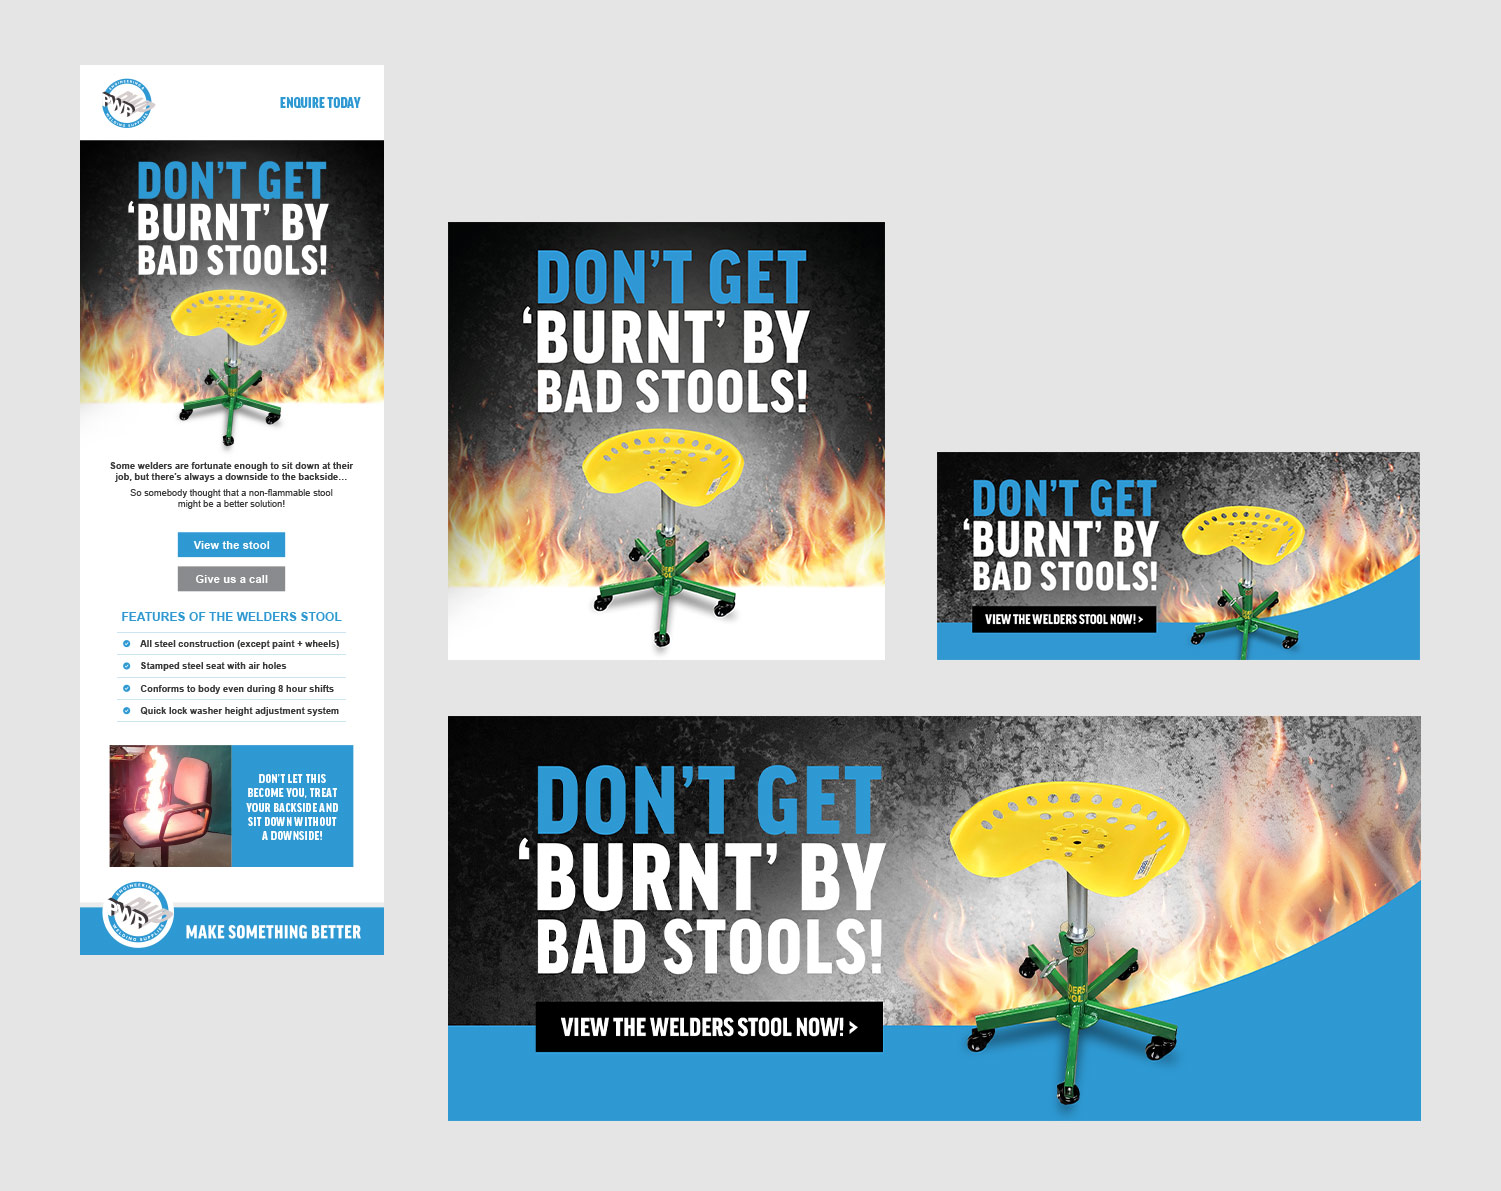 ENGINEERING &
PWP
WELDING SUPPLIES
ENQUIRE TODAY
DON'T GET
‘BURNT’ BY
BAD STOOLS!
Some welders are fortunate enough to sit down at their
job, but there's always a downside to the backside...
So somebody thought that a non-flammable stool
might be a better solution!
View the stool
Give us a call
FEATURES OF THE WELDERS STOOL
All steel construction (except paint + wheels)
Stamped steel seat with air holes
Conforms to body even during 8 hour shifts
Quick lock washer height adjustment system
DON'T LET THIS
BECOME YOU, TREAT
YOUR BACKSIDE AND
SIT DOWN WITHOUT
A DOWNSIDE!
ENGINEERING &
PWP
WELDING SUPPLIES
MAKE SOMETHING BETTER
DON'T GET
‘BURNT’ BY
BAD STOOLS!
DON'T GET
‘BURNT’ BY
BAD STOOLS!
VIEW THE WELDERS STOOL NOW! >
DON'T GET
‘BURNT’ BY
BAD STOOLS!
VIEW THE WELDERS STOOL NOW! >